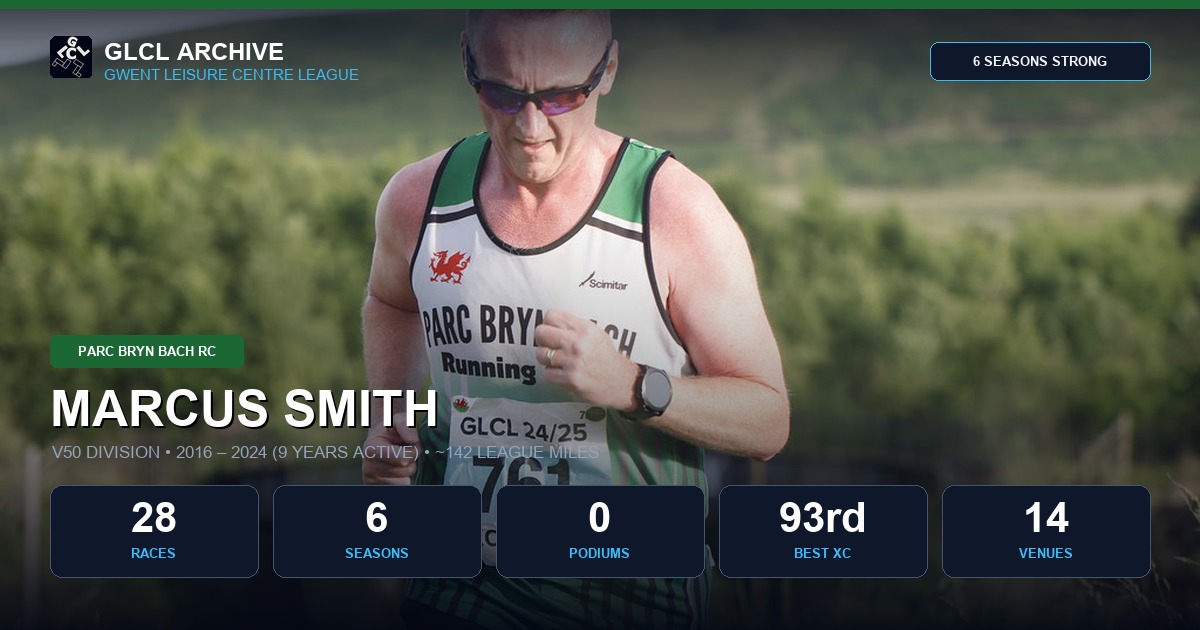 GLCL ARCHIVE
GWENT LEISURE CENTRE LEAGUE
6 SEASONS STRONG
Scimitar
PARC BRYN BACH
Running
GLCL 24/25
761
PARC BRYN BACH RC
MARCUS SMITH
V50 DIVISION • 2016 – 2024 (9 YEARS ACTIVE) • ~142 LEAGUE MILES
28
RACES
6
SEASONS
0
PODIUMS
93rd
BEST XC
14
VENUES